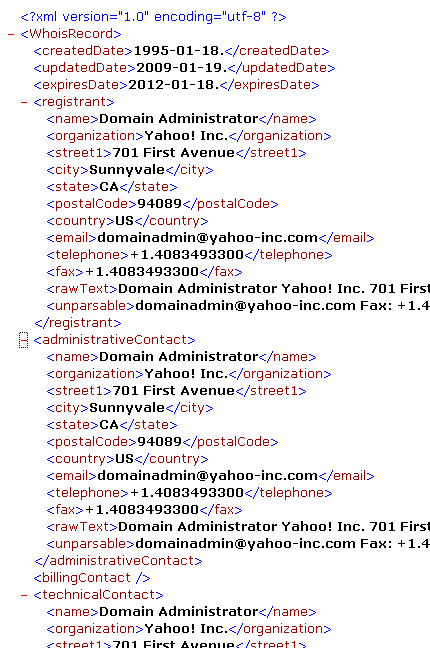 <?xml version="1.0" encoding="utf-8" ?>
- <WhoisRecord>
<createdDate>1995-01-18.</createdDate>
<updatedDate>2009-01-19.</updatedDate>
<expiresDate>2012-01-18.</expiresDate>
- <registrant>
<name>Domain Administrator</name>
<organization>Yahoo! Inc.</organization>
<street1>701 First Avenue</street1>
<city>Sunnyvale</city>
<state>CA</state>
<postalCode>94089</postalCode>
<country>US</country>
<email>domainadmin@yahoo-inc.com</email>
<telephone>+1.4083493300</telephone>
<fax>+1.4083493300</fax>
<rawText>Domain Administrator Yahoo! Inc. 701 First
<unparsable>domainadmin@yahoo-inc.com Fax: +1.4
</registrant>
- <administrativeContact>
<name>Domain Administrator</name>
<organization>Yahoo! Inc.</organization>
<street1>701 First Avenue</street1>
<city>Sunnyvale</city>
<state>CA</state>
<postalCode>94089</postalCode>
<country>US</country>
<email>domainadmin@yahoo-inc.com</email>
<telephone>+1.4083493300</telephone>
<fax>+1.4083493300</fax>
<rawText>Domain Administrator Yahoo! Inc. 701 First
<unparsable>domainadmin@yahoo-inc.com Fax: +1.4
</administrativeContact>
<billingContact />
- <technicalContact>
<name>Domain Administrator</name>
<organization>Yahoo! Inc.</organization>
<street1>701 First Avenue</street1>